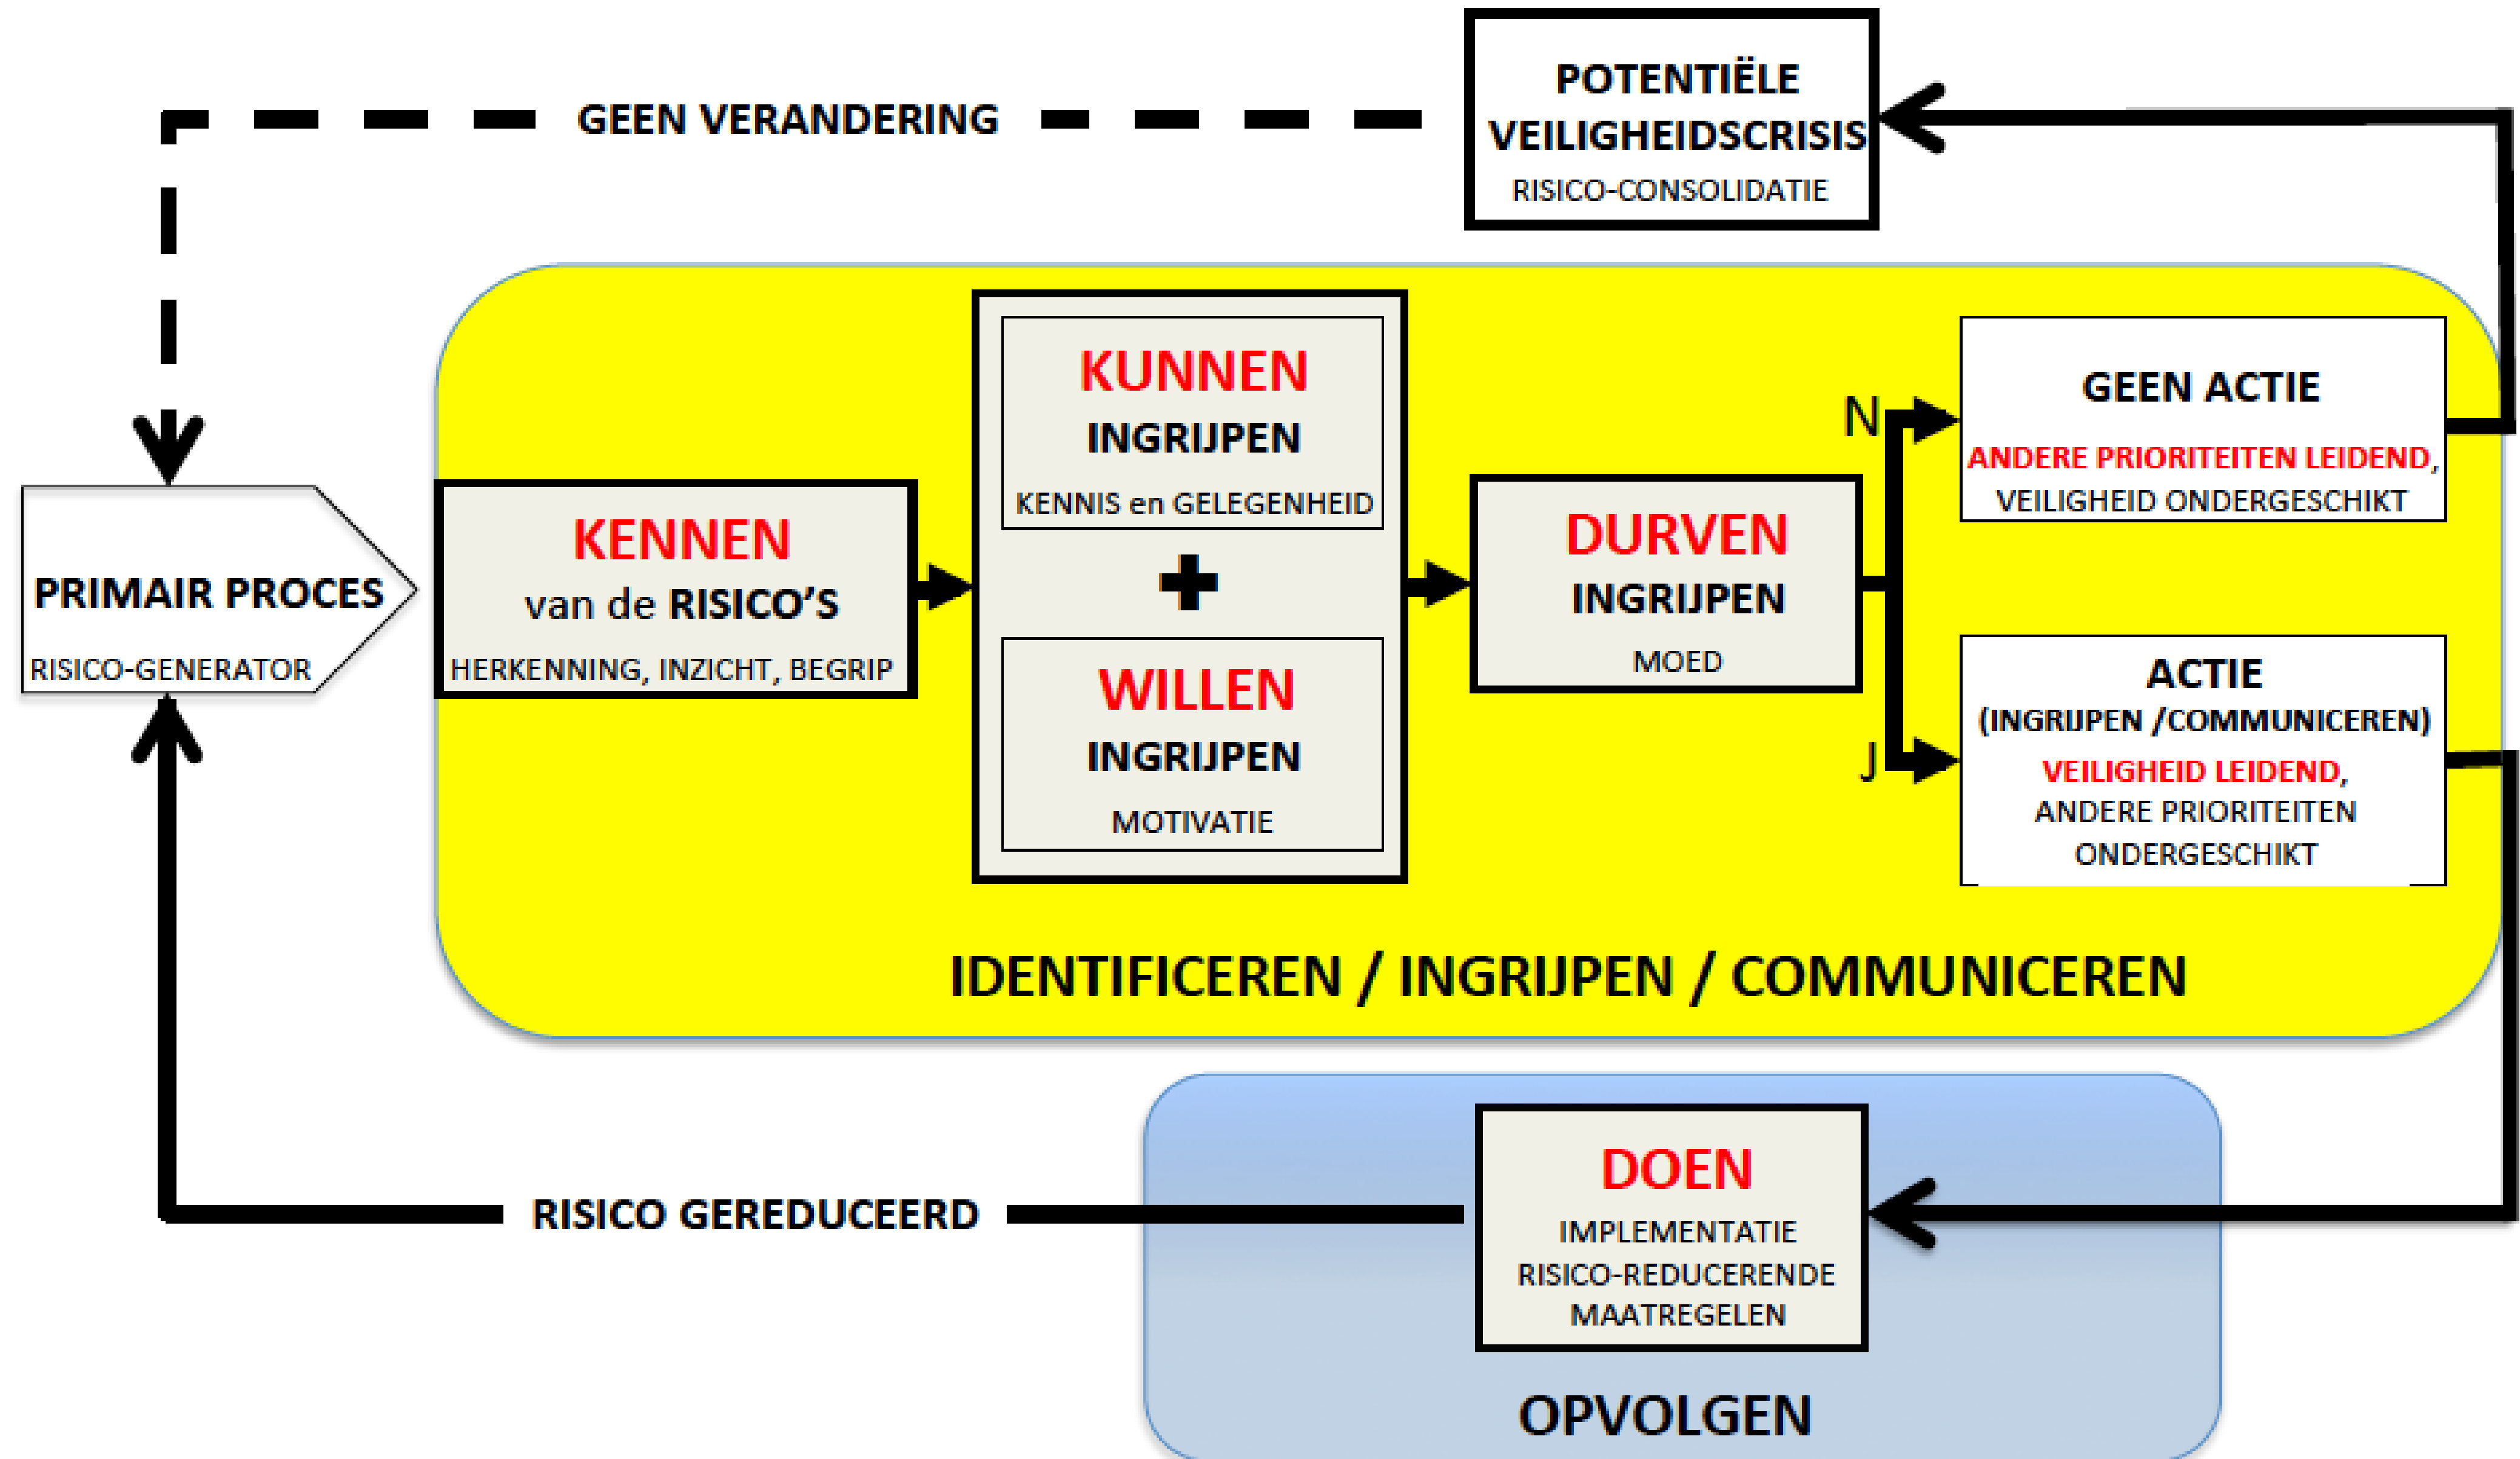 POTENTIËLE
VEILIGHEIDSCRISIS
RISICO-CONSOLIDATIE
GEEN VERANDERING
PRIMAIR PROCES
RISICO-GENERATOR
KENNEN
van de RISICO’S
HERKENNING, INZICHT, BEGRIP
KUNNEN
INGRIJPEN
KENNIS en GELEGENHEID
+
WILLEN
INGRIJPEN
MOTIVATIE
DURVEN
INGRIJPEN
MOED
N
GEEN ACTIE
ANDERE PRIORITEITEN LEIDEND,
VEILIGHEID ONDERGESCHIKT
J
ACTIE
(INGRIJPEN /COMMUNICEREN)
VEILIGHEID LEIDEND,
ANDERE PRIORITEITEN
ONDERGESCHIKT
IDENTIFICEREN / INGRIJPEN / COMMUNICEREN
DOEN
IMPLEMENTATIE
RISICO-REDUCERENDE
MAATREGELEN
RISICO GEREDUCEERD
OPVOLGEN